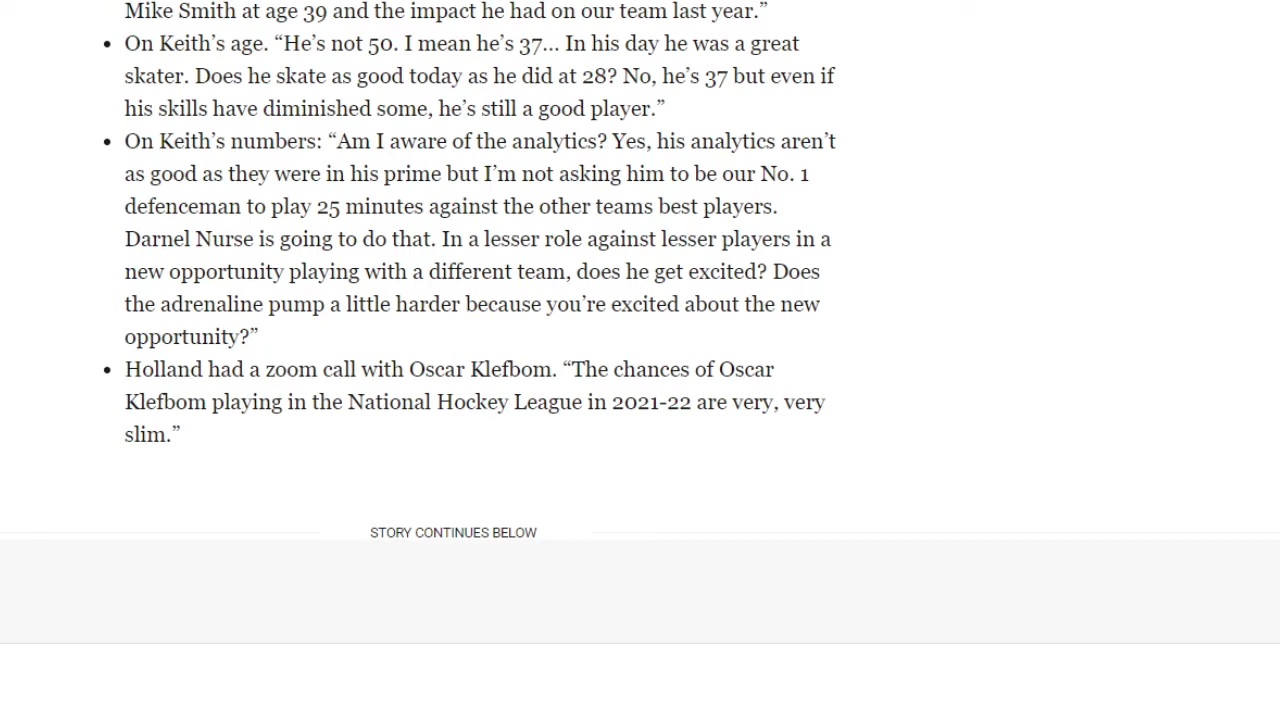 Mike Smith at age 39 and the impact he had on our team last year.”
• On Keith’s age. “He’s not 50. I mean he’s 37... In his day he was a great
skater. Does he skate as good today as he did at 28? No, he’s 37 but even if
his skills have diminished some, he’s still a good player.”
• On Keith’s numbers: “Am I aware of the analytics? Yes, his analytics aren’t
as good as they were in his prime but I’m not asking him to be our No. 1
defenceman to play 25 minutes against the other teams best players.
Darnel Nurse is going to do that. In a lesser role against lesser players in a
new opportunity playing with a different team, does he get excited? Does
the adrenaline pump a little harder because you’re excited about the new
opportunity?”
• Holland had a zoom call with Oscar Klefbom. “The chances of Oscar
Klefbom playing in the National Hockey League in 2021-22 are very, very
slim.”
STORY CONTINUES BELOW